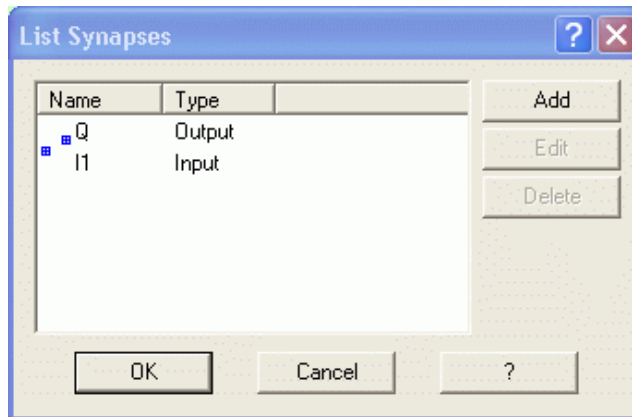 List Synapses
?
Name Type
Q Output
I1 Input
Add
Edit
Delete
OK Cancel ?